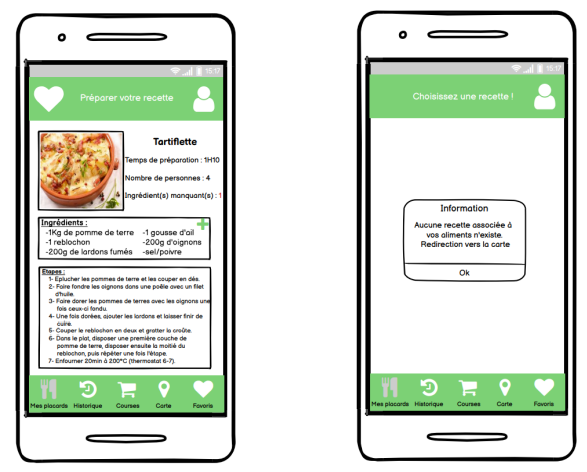 15:17
Préparer votre recette
Tartiflette
Temps de préparation : 1H10
Nombre de personnes : 4
Ingrédient(s) manquant(s) : 1
Ingrédients :
-1Kg de pomme de terre -1 gousse d'ail
-1 reblochon -200g d'oignons
-200g de lardons fumés -sel/poivre
Etapes :
1- Eplucher les pommes de terre et les couper en dés.
2- Faire fondre les oignons dans une poêle avec un filet
d'huile.
3- Faire dorer les pommes de terres avec les oignons une
fois ceux-ci fondu.
4- Une fois dorées, ajouter les lardons et laisser finir de
cuire.
5- Couper le reblochon en deux et gratter la croûte.
6- Dans le plat, disposer une première couche de
pomme de terre, disposer ensuite la moitié du
reblochon, puis répéter une fois l'étape.
7- Enfourner 20min à 200°C (thermostat 6-7).
Mes placards Historique Courses Carte Favoris
15:17
Choisissez une recette !
Information
Aucune recette associée à
vos aliments n'existe.
Redirection vers la carte
Ok
Mes placards Historique Courses Carte Favoris